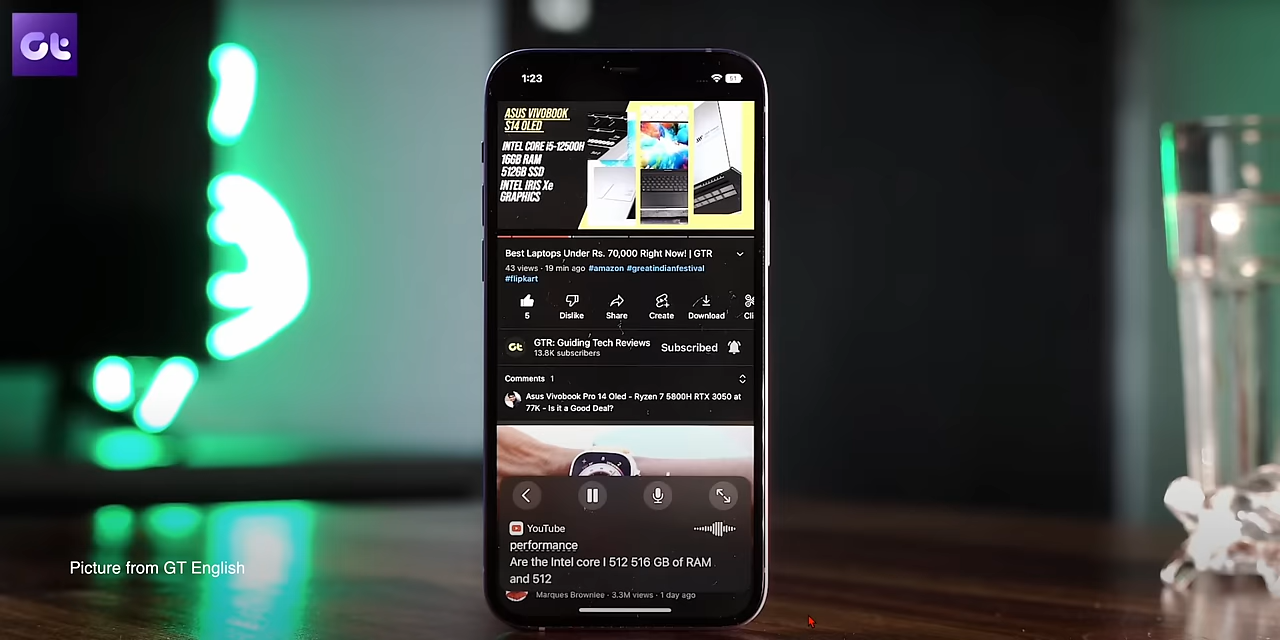 Gt
1:23
51
ASUS VIVOBOOK
S14 OLED
INTEL CORE i5-12500H
16GB RAM
512GB SSD
INTEL IRIS Xe
GRAPHICS
Best Laptops Under Rs. 70,000 Right Now! | GTR
43 views · 19 min ago #amazon #greatindianfestival
#flipkart
5
Dislike
Share
Create
Download
Cli
Gt
GTR: Guiding Tech Reviews
13.8K subscribers
Subscribed
Comments 1
Asus Vivobook Pro 14 Oled - Ryzen 7 5800H RTX 3050 at
77K - Is it a Good Deal?
YouTube
performance
Are the Intel core I 512 516 GB of RAM
and 512
Marques Brownlee · 3.3M views · 1 day ago
Picture from GT English